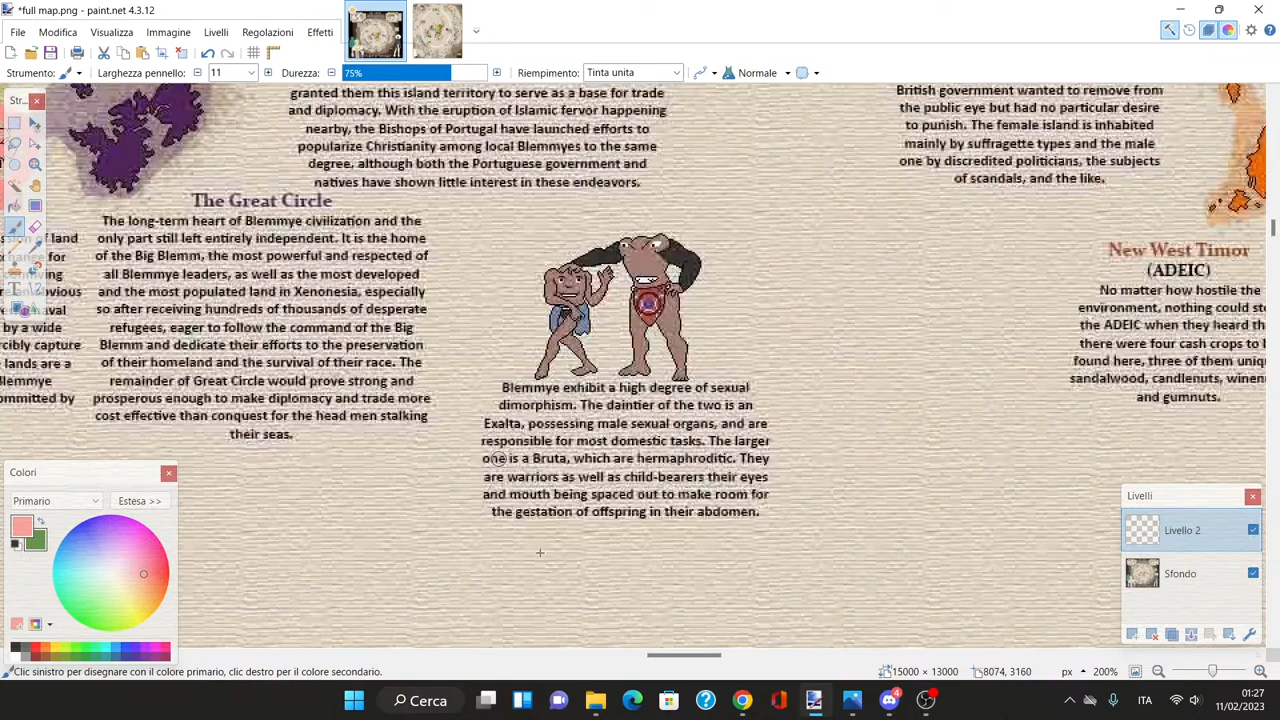 *full map.png - paint.net 4.3.12
File Modifica Visualizza Immagine Livelli Regolazioni Effetti
Strumento: Larghezza pennello: 11 Durezza: 75% Riempimento: Tinta unita Normale
Str...
granted them this island territory to serve as a base for trade
and diplomacy. With the eruption of Islamic fervor happening
nearby, the Bishops of Portugal have launched efforts to
popularize Christianity among local Blemmyes to the same
degree, although both the Portuguese government and
natives have shown little interest in these endeavors.
British government wanted to remove from
the public eye but had no particular desire
to punish. The female island is inhabited
mainly by suffragette types and the male
one by discredited politicians, the subjects
of scandals, and the like.
of land
for
by a wide
rcibly capture
lands are a
Blemmye
ommitted by
The Great Circle
The long-term heart of Blemmye civilization and the
only part still left entirely independent. It is the home
of the Big Blemm, the most powerful and respected of
all Blemmye leaders, as well as the most developed
and the most populated land in Xenonesia, especially
so after receiving hundreds of thousands of desperate
refugees, eager to follow the command of the Big
Blemm and dedicate their efforts to the preservation
of their homeland and the survival of their race. The
remainder of Great Circle would prove strong and
prosperous enough to make diplomacy and trade more
cost effective than conquest for the head men stalking
their seas.
Blemmye exhibit a high degree of sexual
dimorphism. The daintier of the two is an
Exalta, possessing male sexual organs, and are
responsible for most domestic tasks. The larger
one is a Bruta, which are hermaphroditic. They
are warriors as well as child-bearers their eyes
and mouth being spaced out to make room for
the gestation of offspring in their abdomen.
New West Timor
(ADEIC)
No matter how hostile the
environment, nothing could sto
the ADEIC when they heard th
there were four cash crops to b
found here, three of them uniqu
sandalwood, candlenuts, winenu
and gumnuts.
Colori
Primario Estesa >>
Livelli
Livello 2
Sfondo
Clic sinistro per disegnare con il colore primario, clic destro per il colore secondario. 15000 × 13000 8074, 3160 px 200%
Cerca 4 ITA 01:27
11/02/2023